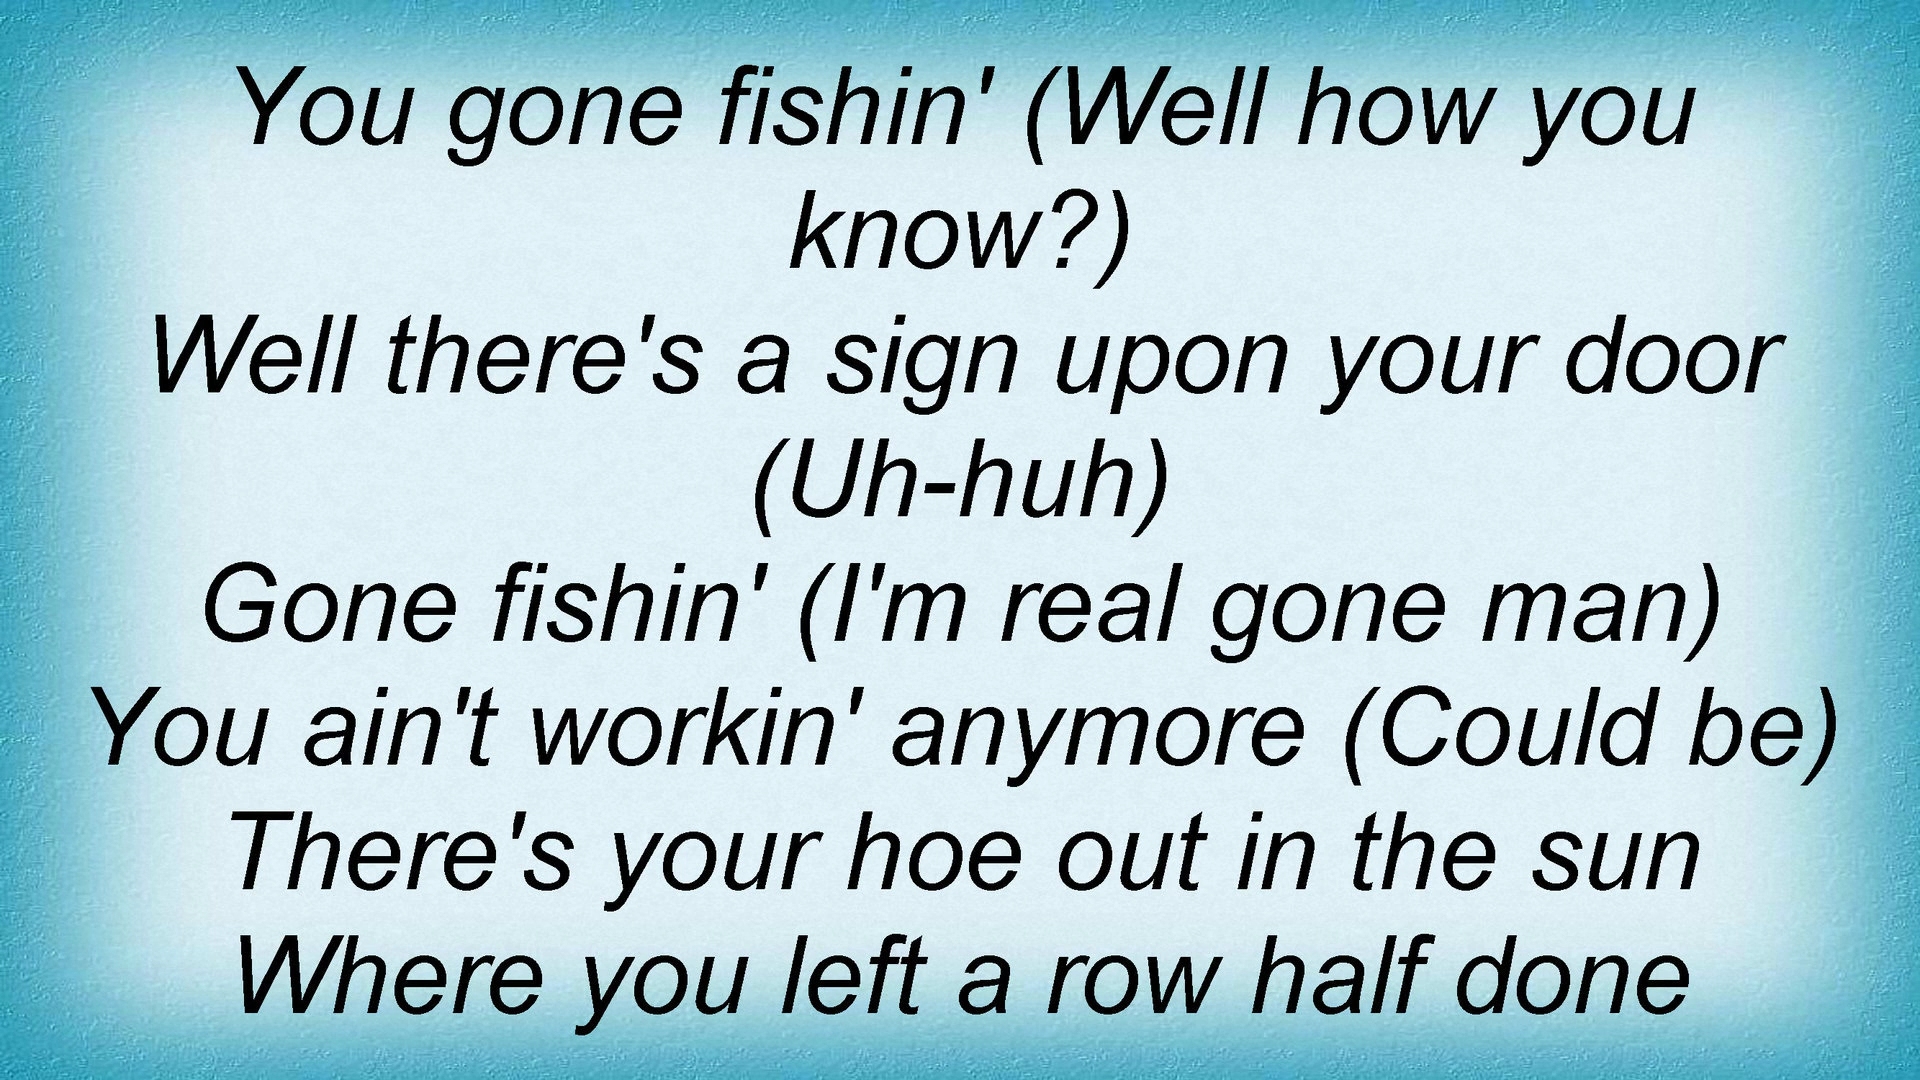 You gone fishin' (Well how you
know?)
Well there's a sign upon your door
(Uh-huh)
Gone fishin' (I'm real gone man)
You ain't workin' anymore (Could be)
There's your hoe out in the sun
Where you left a row half done